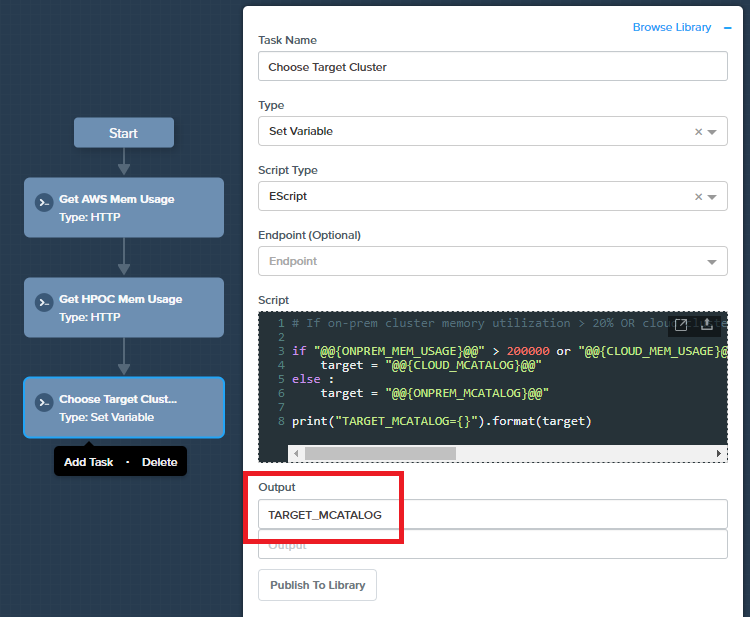 Start
Get AWS Mem Usage
Type: HTTP
Get HPOC Mem Usage
Type: HTTP
Choose Target Clust...
Type: Set Variable
Add Task · Delete
Browse Library
Task Name
Choose Target Cluster
Type
Set Variable
Script Type
EScript
Endpoint (Optional)
Endpoint
Script
1 # If on-prem cluster memory utilization > 20% OR cloud cluste
2
3 if "@@{ONPREM_MEM_USAGE}@@" > 200000 or "@@{CLOUD_MEM_USAGE}@
4 target = "@@{CLOUD_MCATALOG}@@"
5 else :
6 target = "@@{ONPREM_MCATALOG}@@"
7
8 print("TARGET_MCATALOG={}").format(target)
Output
TARGET_MCATALOG
Output
Publish To Library